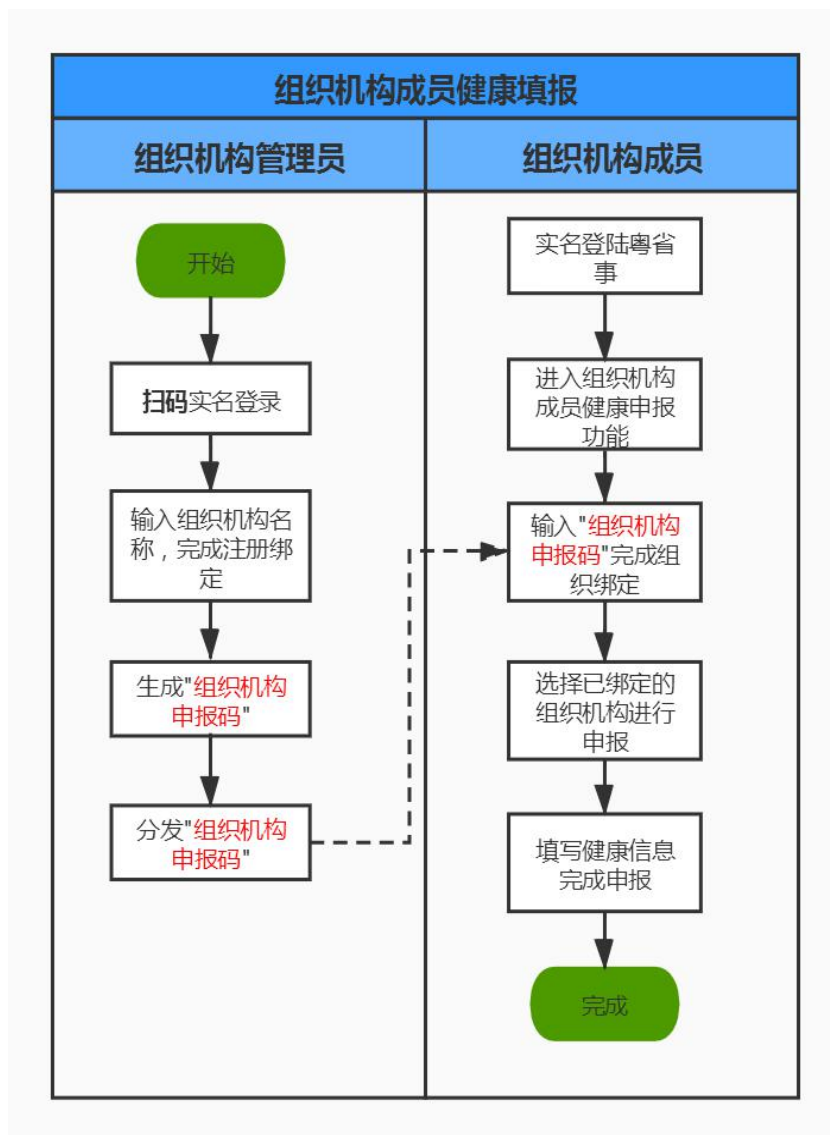 组织机构成员健康填报
组织机构管理员
组织机构成员
开始
扫码实名登录
输入组织机构名
称，完成注册绑
定
生成"组织机构
申报码"
分发"组织机构
申报码"
实名登陆粤省
事
进入组织机构
成员健康申报
功能
输入"组织机构
申报码"完成组
织绑定
选择已绑定的
组织机构进行
申报
填写健康信息
完成申报
完成